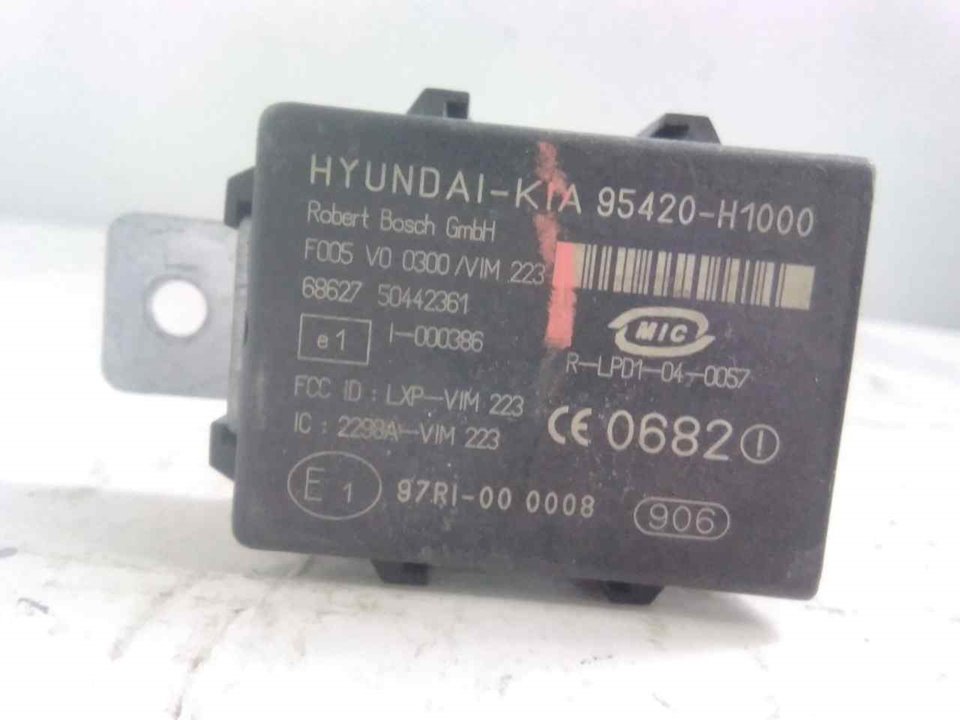 HYUNDAI-KIA 95420-H1000
Robert Bosch GmbH
F005 V0 0300/VIM 223
68627 50442361
e1 I-000386
MIC
R-LPD1-04-0057
FCC ID : LXP-VIM 223
IC : 2298A-VIM 223
CE 0682
E1 97RI-00 0008
906